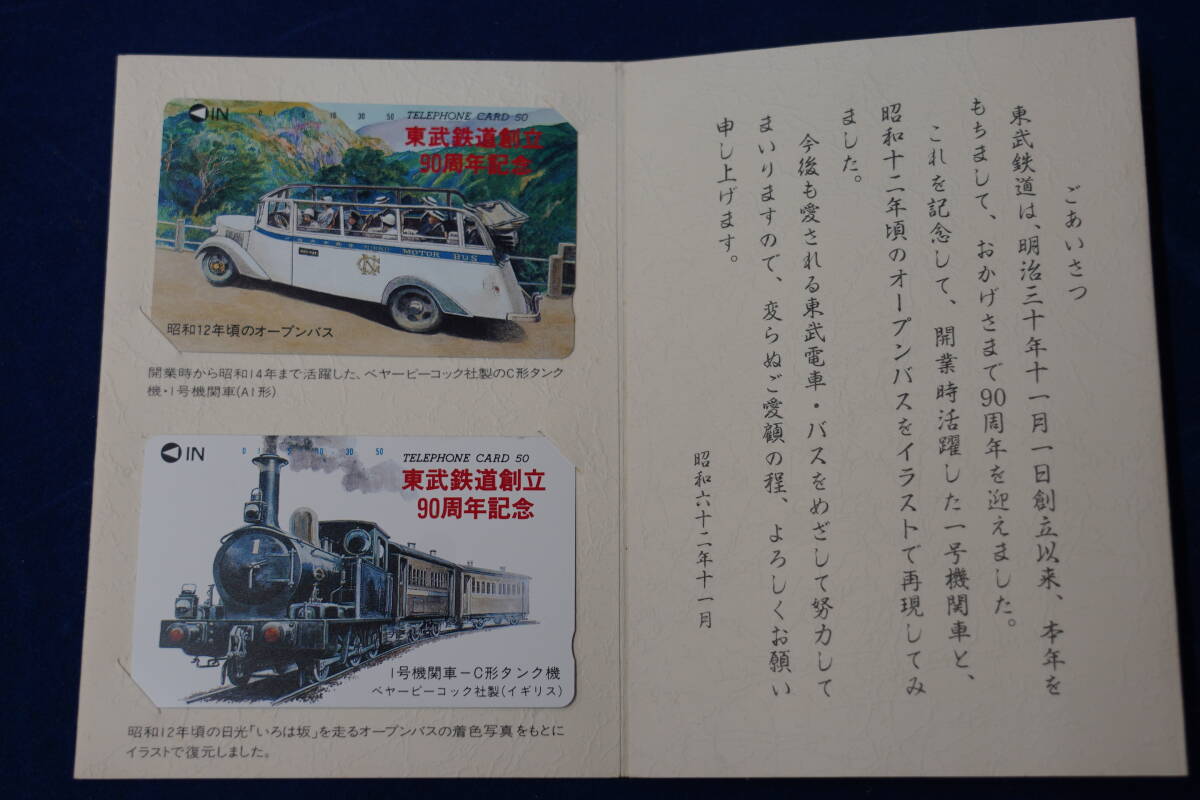 IN
0 1 5 10 30 50
TELEPHONE CARD 50
東武鉄道創立
90周年記念
MOTOR BUS
昭和12年頃のオープンバス
開業時から昭和14年まで活躍した、ベヤーピーコック社製のC形タンク
機・1号機関車(A1形)
IN
0 1 5 10 30 50
TELEPHONE CARD 50
東武鉄道創立
90周年記念
1
1号機関車−C形タンク機
ベヤーピーコック社製(イギリス)
昭和12年頃の日光「いろは坂」を走るオープンバスの着色写真をもとに
イラストで復元しました。
ごあいさつ
東武鉄道は、明治三十年十一月一日創立以来、本年を
もちまして、おかげさまで90周年を迎えました。
これを記念して、開業時活躍した一号機関車と、
昭和十二年頃のオープンバスをイラストで再現してみ
ました。
今後も愛される東武電車・バスをめざして努力して
まいりますので、変らぬご愛顧の程、よろしくお願い
申し上げます。
昭和六十二年十一月